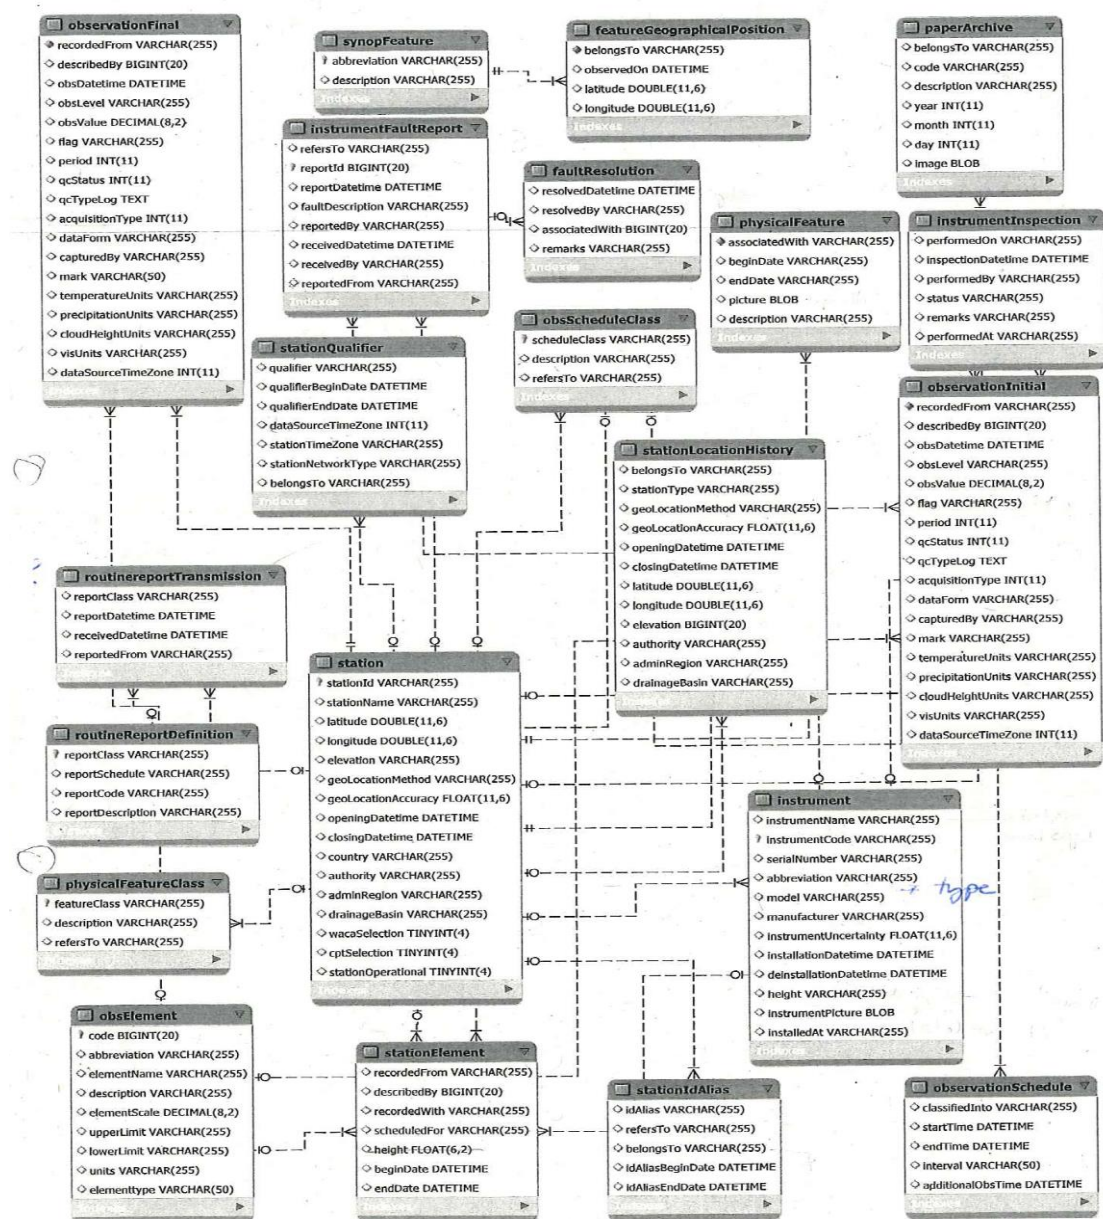 observationFinal
recordedFrom VARCHAR(255)
describedBy BIGINT(20)
obsDatetime DATETIME
obsLevel VARCHAR(255)
obsValue DECIMAL(8,2)
flag VARCHAR(255)
period INT(11)
qcStatus INT(11)
qcTypeLog TEXT
acquisitionType INT(11)
dataForm VARCHAR(255)
capturedBy VARCHAR(255)
mark VARCHAR(50)
temperatureUnits VARCHAR(255)
precipitationUnits VARCHAR(255)
cloudHeightUnits VARCHAR(255)
visUnits VARCHAR(255)
dataSourceTimeZone INT(11)
Indexes
synopFeature
abbreviation VARCHAR(255)
description VARCHAR(255)
Indexes
featureGeographicalPosition
belongsTo VARCHAR(255)
observedOn DATETIME
latitude DOUBLE(11,6)
longitude DOUBLE(11,6)
Indexes
paperArchive
belongsTo VARCHAR(255)
code VARCHAR(255)
description VARCHAR(255)
year INT(11)
month INT(11)
day INT(11)
image BLOB
Indexes
instrumentFaultReport
refersTo VARCHAR(255)
reportId BIGINT(20)
reportDatetime DATETIME
faultDescription VARCHAR(255)
reportedBy VARCHAR(255)
receivedDatetime DATETIME
receivedBy VARCHAR(255)
reportedFrom VARCHAR(255)
Indexes
faultResolution
resolvedDatetime DATETIME
resolvedBy VARCHAR(255)
associatedWith BIGINT(20)
remarks VARCHAR(255)
Indexes
physicalFeature
associatedWith VARCHAR(255)
beginDate VARCHAR(255)
endDate VARCHAR(255)
picture BLOB
description VARCHAR(255)
Indexes
instrumentInspection
performedOn VARCHAR(255)
inspectionDatetime DATETIME
performedBy VARCHAR(255)
status VARCHAR(255)
remarks VARCHAR(255)
performedAt VARCHAR(255)
Indexes
stationQualifier
qualifier VARCHAR(255)
qualifierBeginDate DATETIME
qualifierEndDate DATETIME
dataSourceTimeZone INT(11)
stationTimeZone VARCHAR(255)
stationNetworkType VARCHAR(255)
belongsTo VARCHAR(255)
Indexes
obsScheduleClass
scheduleClass VARCHAR(255)
description VARCHAR(255)
refersTo VARCHAR(255)
Indexes
stationLocationHistory
belongsTo VARCHAR(255)
stationType VARCHAR(255)
geoLocationMethod VARCHAR(255)
geoLocationAccuracy FLOAT(11,6)
openingDatetime DATETIME
closingDatetime DATETIME
latitude DOUBLE(11,6)
longitude DOUBLE(11,6)
elevation BIGINT(20)
authority VARCHAR(255)
adminRegion VARCHAR(255)
drainageBasin VARCHAR(255)
Indexes
observationInitial
recordedFrom VARCHAR(255)
describedBy BIGINT(20)
obsDatetime DATETIME
obsLevel VARCHAR(255)
obsValue DECIMAL(8,2)
flag VARCHAR(255)
period INT(11)
qcStatus INT(11)
qcTypeLog TEXT
acquisitionType INT(11)
dataForm VARCHAR(255)
capturedBy VARCHAR(255)
mark VARCHAR(255)
temperatureUnits VARCHAR(255)
precipitationUnits VARCHAR(255)
cloudHeightUnits VARCHAR(255)
visUnits VARCHAR(255)
dataSourceTimeZone INT(11)
Indexes
routinereportTransmission
reportClass VARCHAR(255)
reportDatetime DATETIME
receivedDatetime DATETIME
reportedFrom VARCHAR(255)
Indexes
routineReportDefinition
reportClass VARCHAR(255)
reportSchedule VARCHAR(255)
reportCode VARCHAR(255)
reportDescription VARCHAR(255)
Indexes
station
stationId VARCHAR(255)
stationName VARCHAR(255)
latitude DOUBLE(11,6)
longitude DOUBLE(11,6)
elevation VARCHAR(255)
geoLocationMethod VARCHAR(255)
geoLocationAccuracy FLOAT(11,6)
openingDatetime DATETIME
closingDatetime DATETIME
country VARCHAR(255)
authority VARCHAR(255)
adminRegion VARCHAR(255)
drainageBasin VARCHAR(255)
wacaSelection TINYINT(4)
cptSelection TINYINT(4)
stationOperational TINYINT(4)
Indexes
physicalFeatureClass
featureClass VARCHAR(255)
description VARCHAR(255)
refersTo VARCHAR(255)
Indexes
instrument
instrumentName VARCHAR(255)
instrumentCode VARCHAR(255)
serialNumber VARCHAR(255)
abbreviation VARCHAR(255)
model VARCHAR(255)
+ type
manufacturer VARCHAR(255)
instrumentUncertainty FLOAT(11,6)
installationDatetime DATETIME
deinstallationDatetime DATETIME
height VARCHAR(255)
instrumentPicture BLOB
installedAt VARCHAR(255)
Indexes
obsElement
code BIGINT(20)
abbreviation VARCHAR(255)
elementName VARCHAR(255)
description VARCHAR(255)
elementScale DECIMAL(8,2)
upperLimit VARCHAR(255)
lowerLimit VARCHAR(255)
units VARCHAR(255)
elementtype VARCHAR(50)
Indexes
stationElement
recordedFrom VARCHAR(255)
describedBy BIGINT(20)
recordedWith VARCHAR(255)
scheduledFor VARCHAR(255)
height FLOAT(6,2)
beginDate DATETIME
endDate DATETIME
Indexes
stationIdAlias
idAlias VARCHAR(255)
refersTo VARCHAR(255)
belongsTo VARCHAR(255)
idAliasBeginDate DATETIME
idAliasEndDate DATETIME
Indexes
observationSchedule
classifiedInto VARCHAR(255)
startTime DATETIME
endTime DATETIME
interval VARCHAR(50)
additionalObsTime DATETIME
Indexes